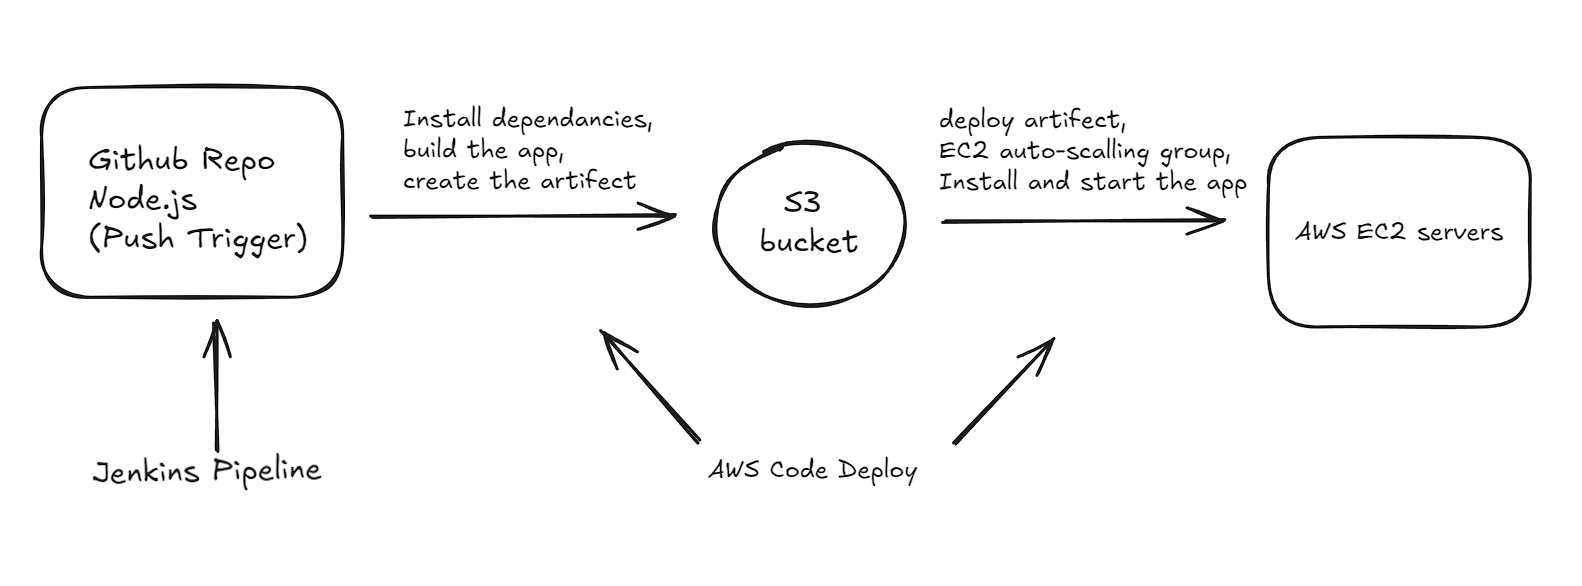 Github Repo
Node.js
(Push Trigger)
Install dependancies,
build the app,
create the artifect
S3
bucket
deploy artifect,
EC2 auto-scalling group,
Install and start the app
AWS EC2 servers
Jenkins Pipeline
AWS Code Deploy